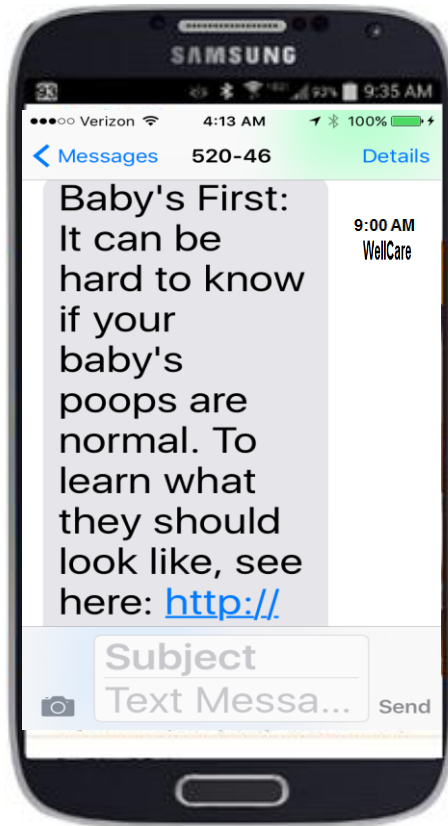 SAMSUNG
93% 9:35 AM
Verizon 4:13 AM 100%
Messages 520-46 Details
Baby's First:
It can be
hard to know
if your
baby's
poops are
normal. To
learn what
they should
look like, see
here: http://
9:00 AM
WellCare
Subject
Text Messa...
Send